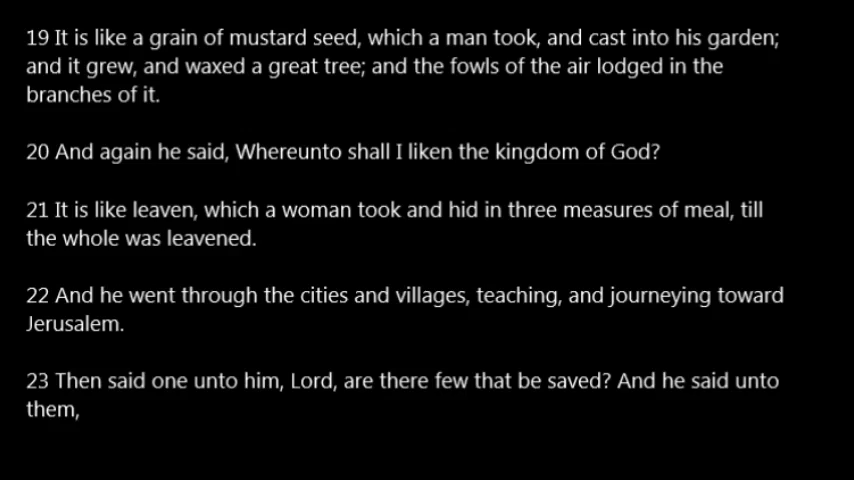 19 It is like a grain of mustard seed, which a man took, and cast into his garden;
and it grew, and waxed a great tree; and the fowls of the air lodged in the
branches of it.
20 And again he said, Whereunto shall I liken the kingdom of God?
21 It is like leaven, which a woman took and hid in three measures of meal, till
the whole was leavened.
22 And he went through the cities and villages, teaching, and journeying toward
Jerusalem.
23 Then said one unto him, Lord, are there few that be saved? And he said unto
them,